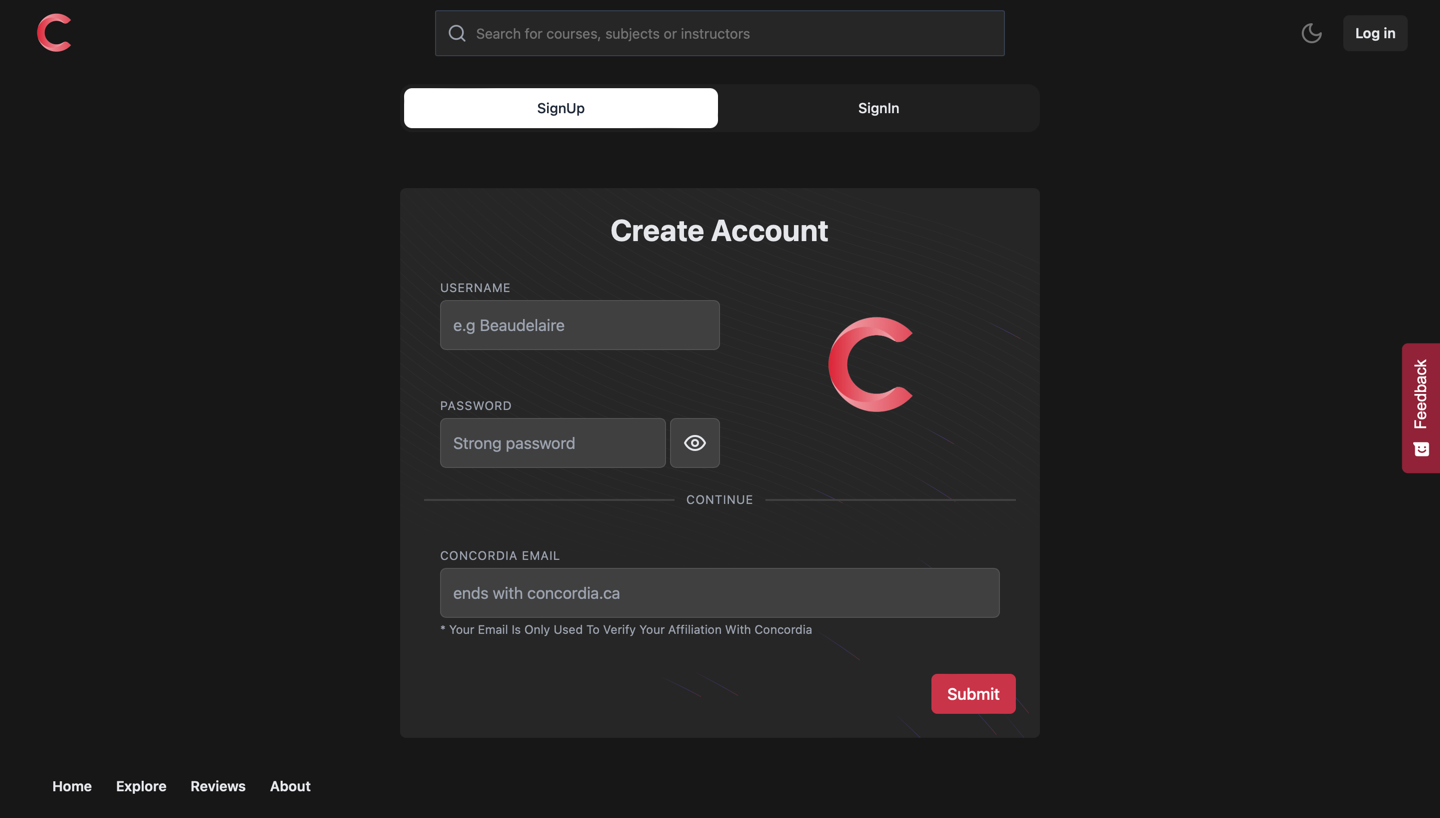 Search for courses, subjects or instructors
Log in
SignUp
SignIn
Create Account
USERNAME
e.g Beaudelaire
PASSWORD
Strong password
CONTINUE
CONCORDIA EMAIL
ends with concordia.ca
* Your Email Is Only Used To Verify Your Affiliation With Concordia
Submit
Feedback
Home Explore Reviews About